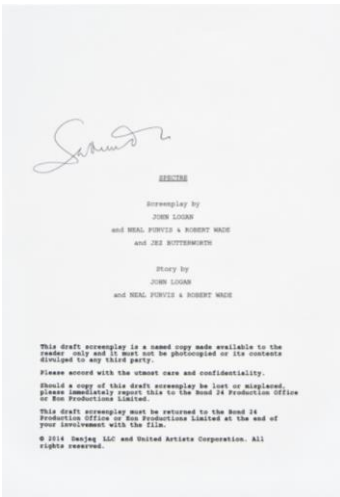 SPECTRE
Screenplay by
JOHN LOGAN
and NEAL PURVIS & ROBERT WADE
and JEZ BUTTERWORTH
Story by
JOHN LOGAN
and NEAL PURVIS & ROBERT WADE
This draft screenplay is a named copy made available to the
reader only and it must not be photocopied or its contents
divulged to any third party.
Please accord with the utmost care and confidentiality.
Should a copy of this draft screenplay be lost or misplaced,
please immediately report this to the Bond 24 Production Office
or Eon Productions Limited.
This draft screenplay must be returned to the Bond 24
Production Office or Eon Productions Limited at the end of
your involvement with the film.
© 2014 Danjaq LLC and United Artists Corporation. All
rights reserved.